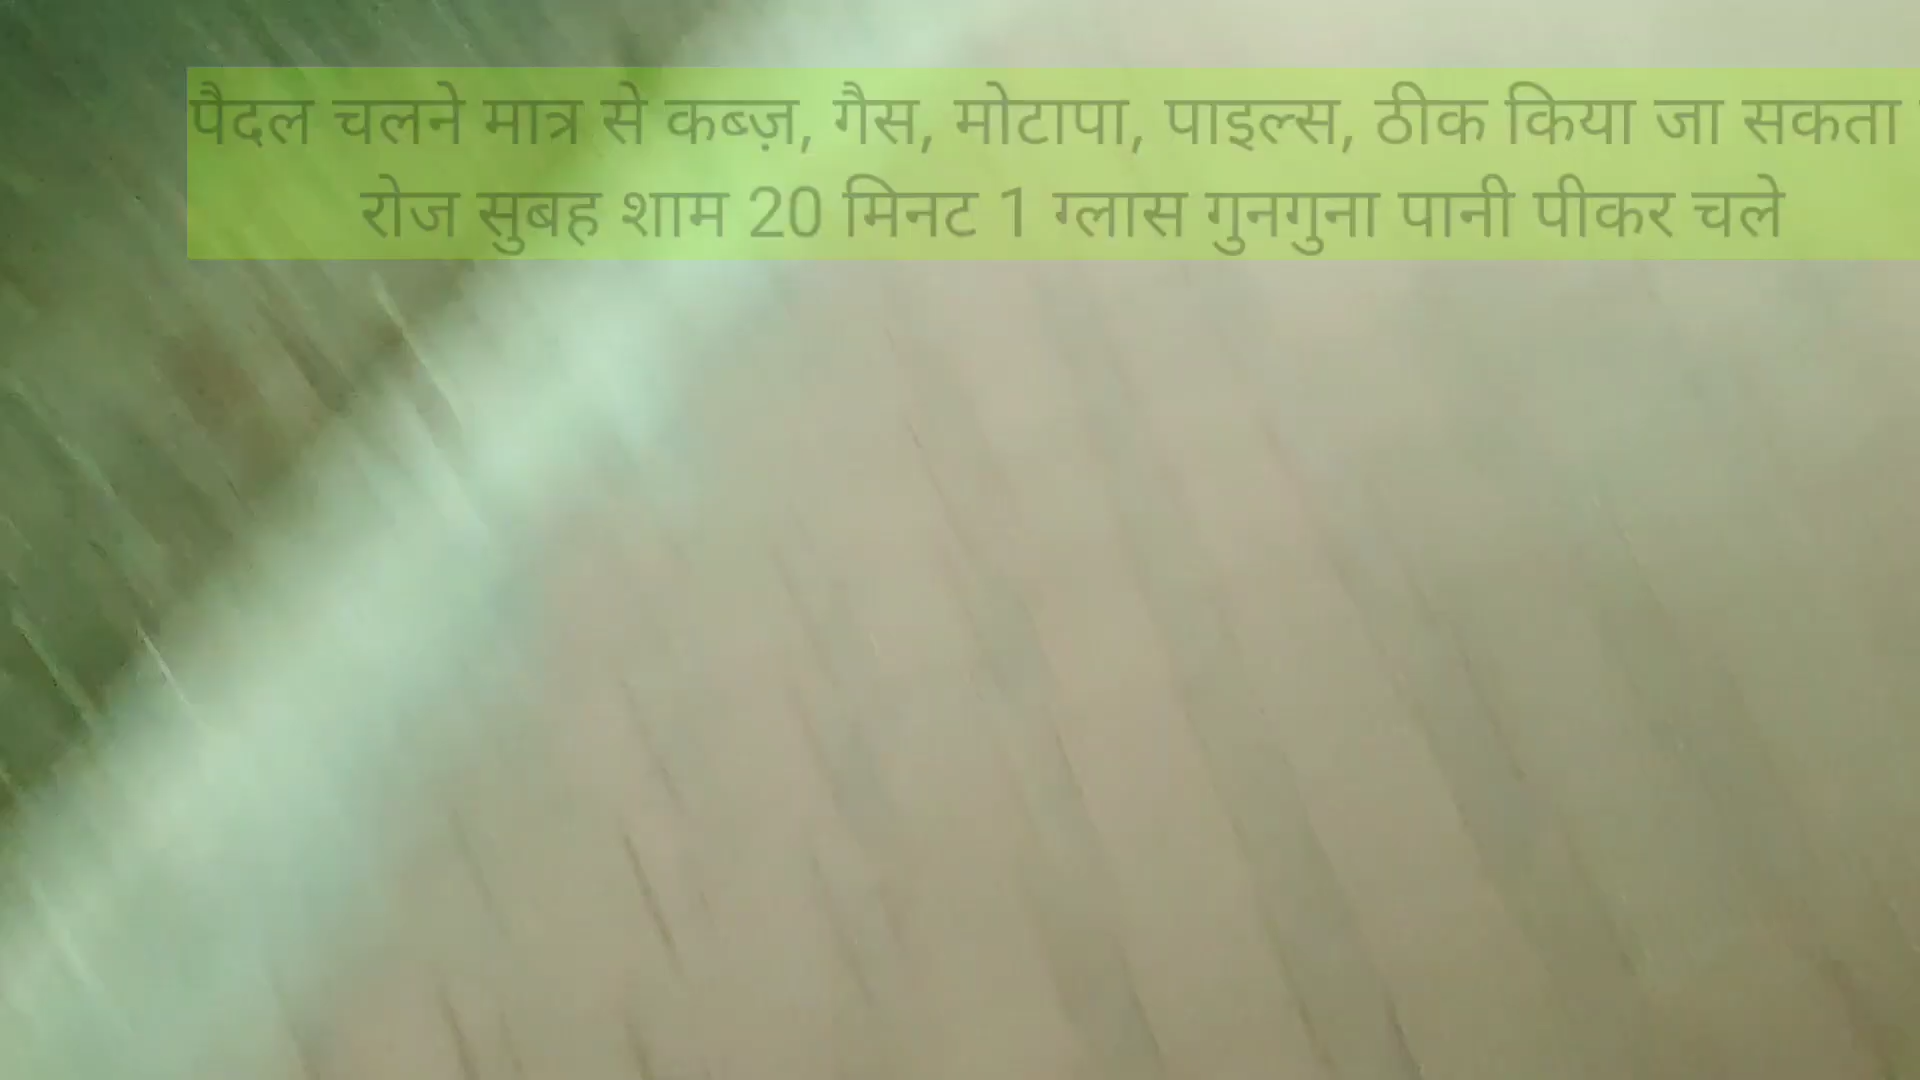 पैदल चलने मात्र से कब्ज़, गैस, मोटापा, पाइल्स, ठीक किया जा सकता
रोज सुबह शाम 20 मिनट 1 ग्लास गुनगुना पानी पीकर चले